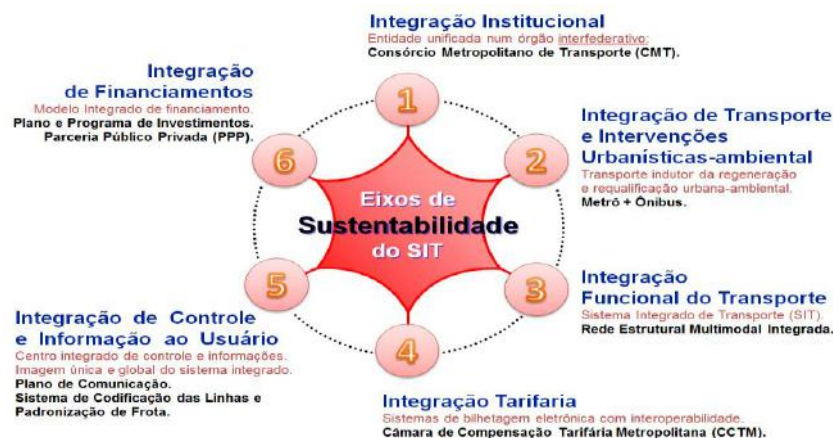 Integração Institucional
Entidade unificada num órgão interfederativo:
Consórcio Metropolitano de Transporte (CMT).
1
Integração de Transporte
e Intervenções
Urbanísticas-ambiental
Transporte indutor da regeneração
e requalificação urbana-ambiental.
Metrô + Ônibus.
2
Integração
Funcional do Transporte
Sistema Integrado de Transporte (SIT).
Rede Estrutural Multimodal Integrada.
3
Integração Tarifaria
Sistemas de bilhetagem eletrônica com interoperabilidade.
Câmara de Compensação Tarifária Metropolitana (CCTM).
4
Integração de Controle
e Informação ao Usuário
Centro integrado de controle e informações.
Imagem única e global do sistema integrado.
Plano de Comunicação.
Sistema de Codificação das Linhas e
Padronização de Frota.
5
Integração
de Financiamentos
Modelo Integrado de financiamento.
Plano e Programa de Investimentos.
Parceria Público Privada (PPP).
6
Eixos de
Sustentabilidade
do SIT